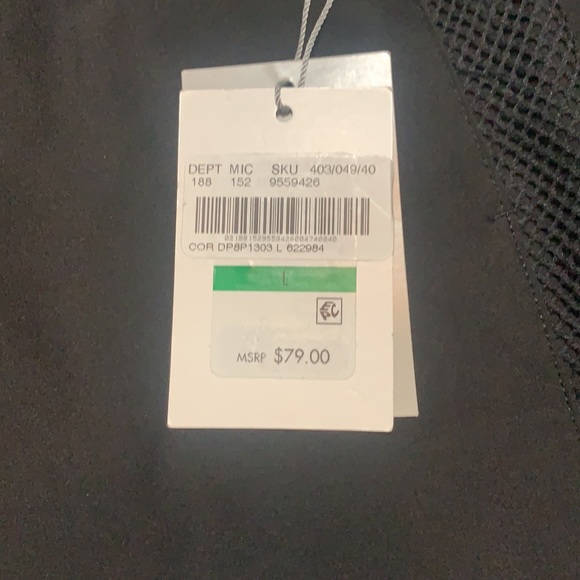 DEPT MIC SKU 403/049/40
188 152 9559426
COR DP8P1303 L 622984
L
MSRP $79.00